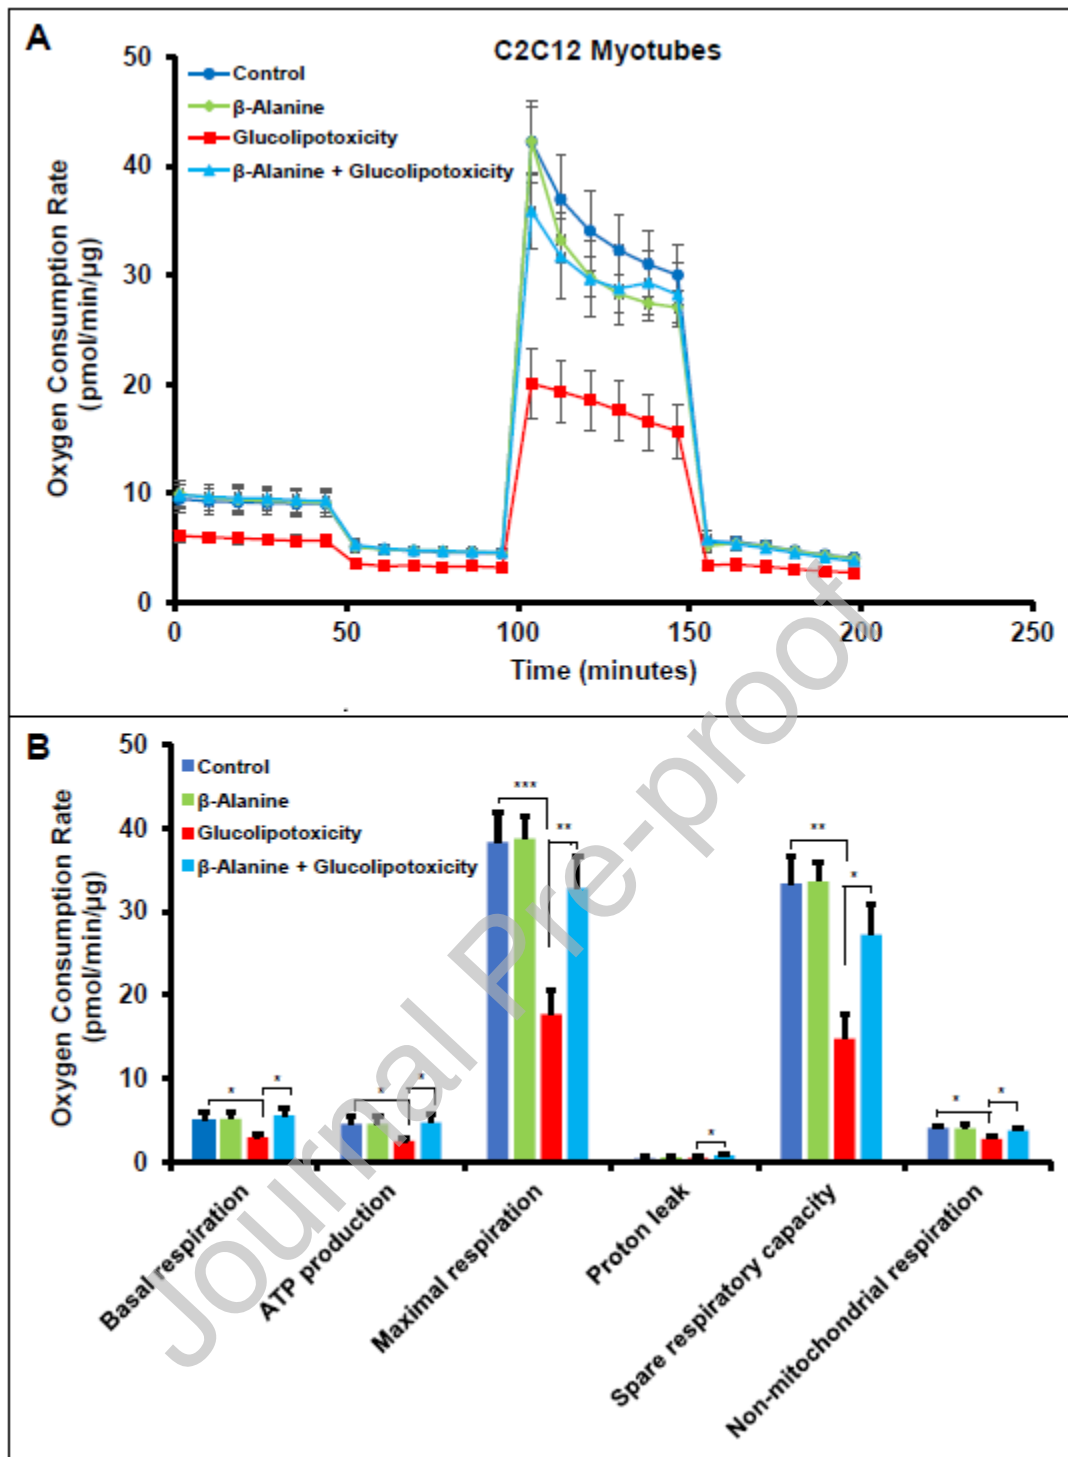 A
C2C12 Myotubes
50
40
30
20
10
0
Oxygen Consumption Rate
(pmol/min/µg)
Control
β-Alanine
Glucolipotoxicity
β-Alanine + Glucolipotoxicity
0 50 100 150 200 250
Time (minutes)
B
50
40
30
20
10
0
Oxygen Consumption Rate
(pmol/min/µg)
Control
β-Alanine
Glucolipotoxicity
β-Alanine + Glucolipotoxicity
* * * * *** ** * ** * * *
Basal respiration
ATP production
Maximal respiration
Proton leak
Spare respiratory capacity
Non-mitochondrial respiration
Journal Pre-proof